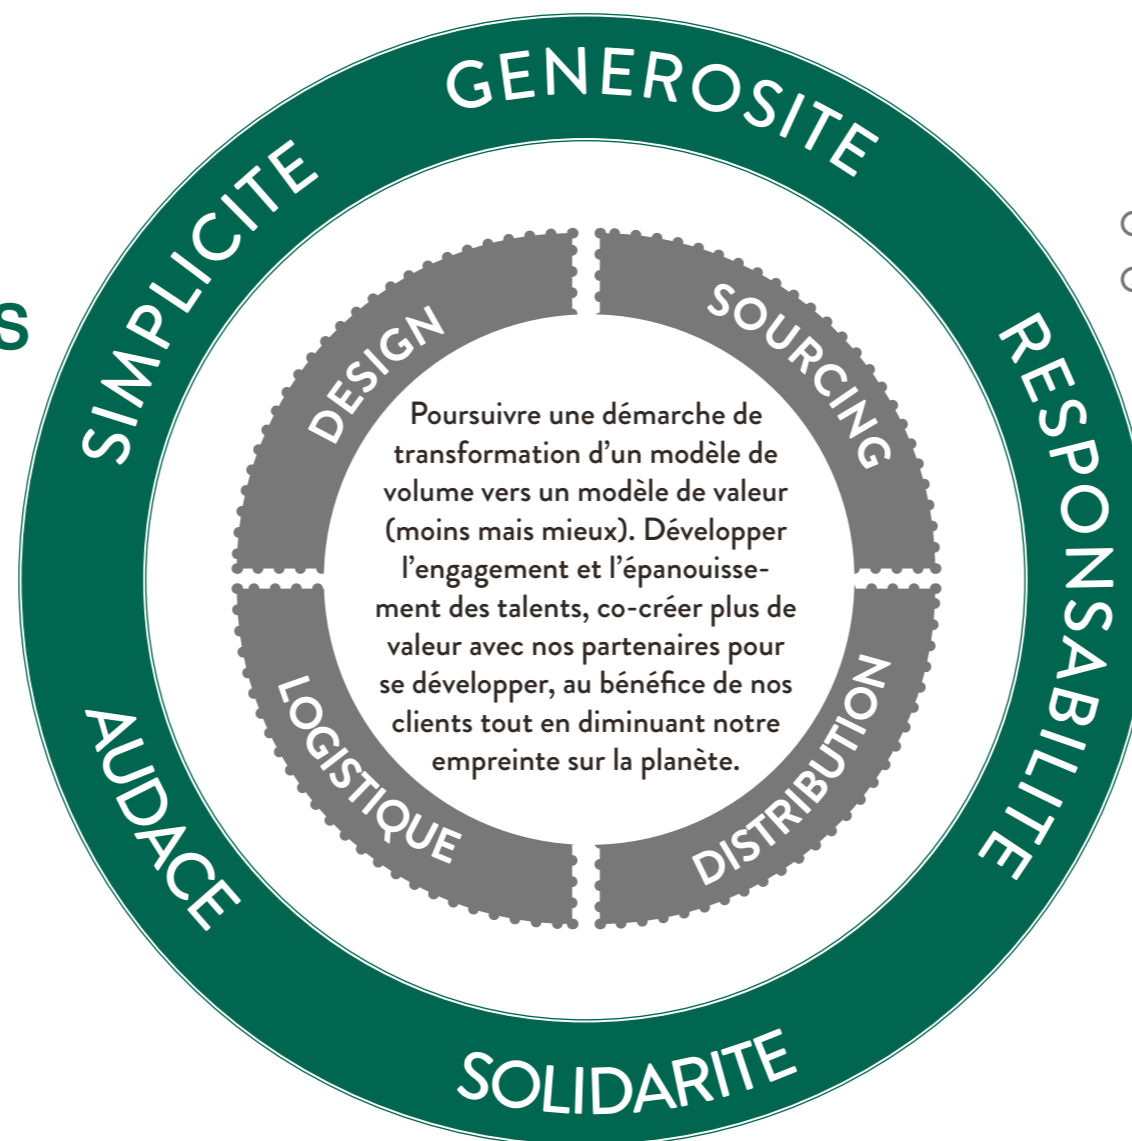 GENEROSITE
SIMPLICITE
S
RESPONSABILITE
DESIGN
SOURCING
Poursuivre une démarche de
transformation d’un modèle de
volume vers un modèle de valeur
(moins mais mieux). Développer
l’engagement et l’épanouisse-
ment des talents, co-créer plus de
valeur avec nos partenaires pour
se développer, au bénéfice de nos
clients tout en diminuant notre
empreinte sur la planète.
LOGISTIQUE
DISTRIBUTION
AUDACE
SOLIDARITE